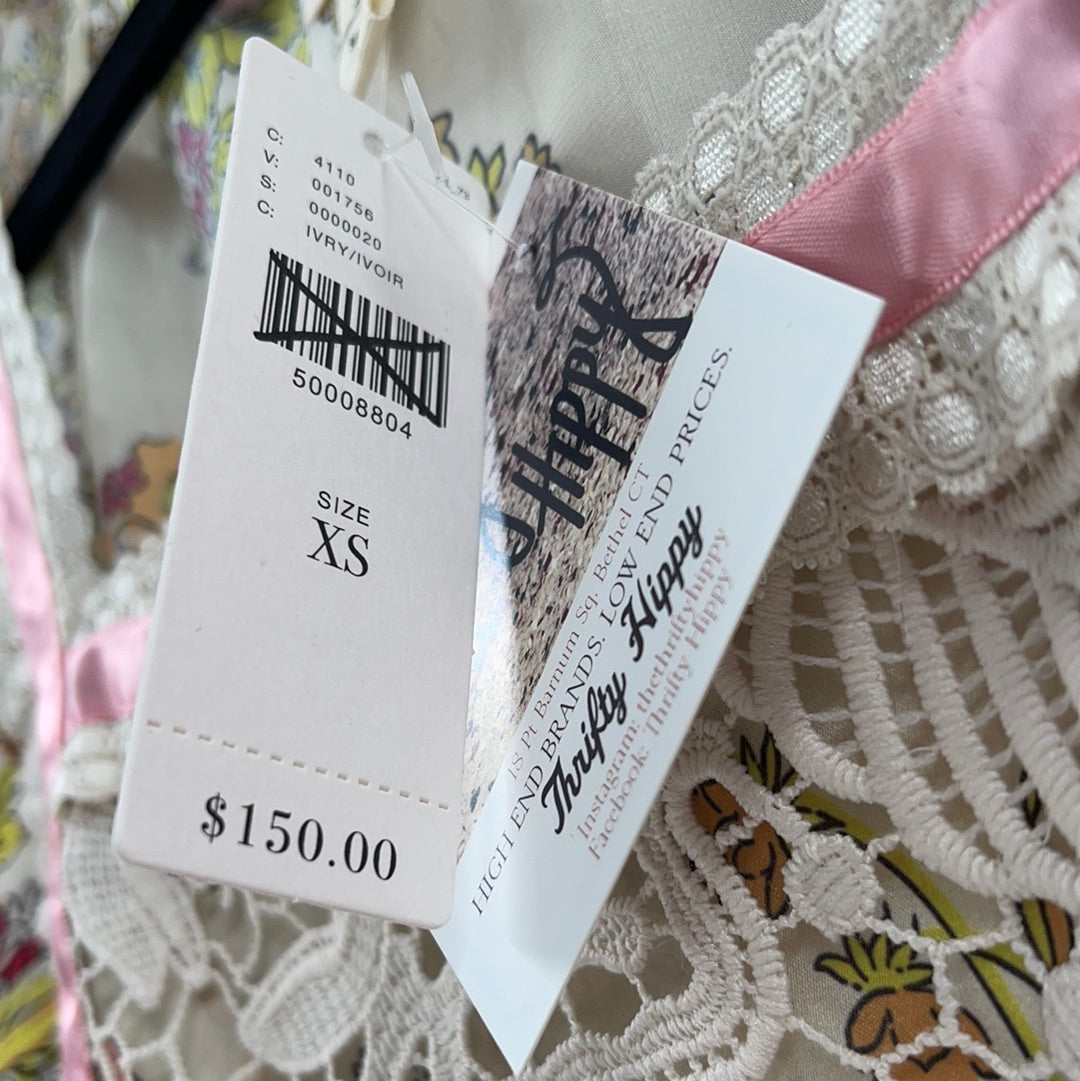 C: 4110
V: 001756
S: 0000020
C: IVRY/IVOIR
50008804
SIZE
XS
$150.00
Hippy
18 Pt Barnum Sq. Bethel CT
HIGH END BRANDS. LOW END PRICES.
Thrifty Hippy
Instagram: thethriftyhippy
Facebook: Thrifty Hippy